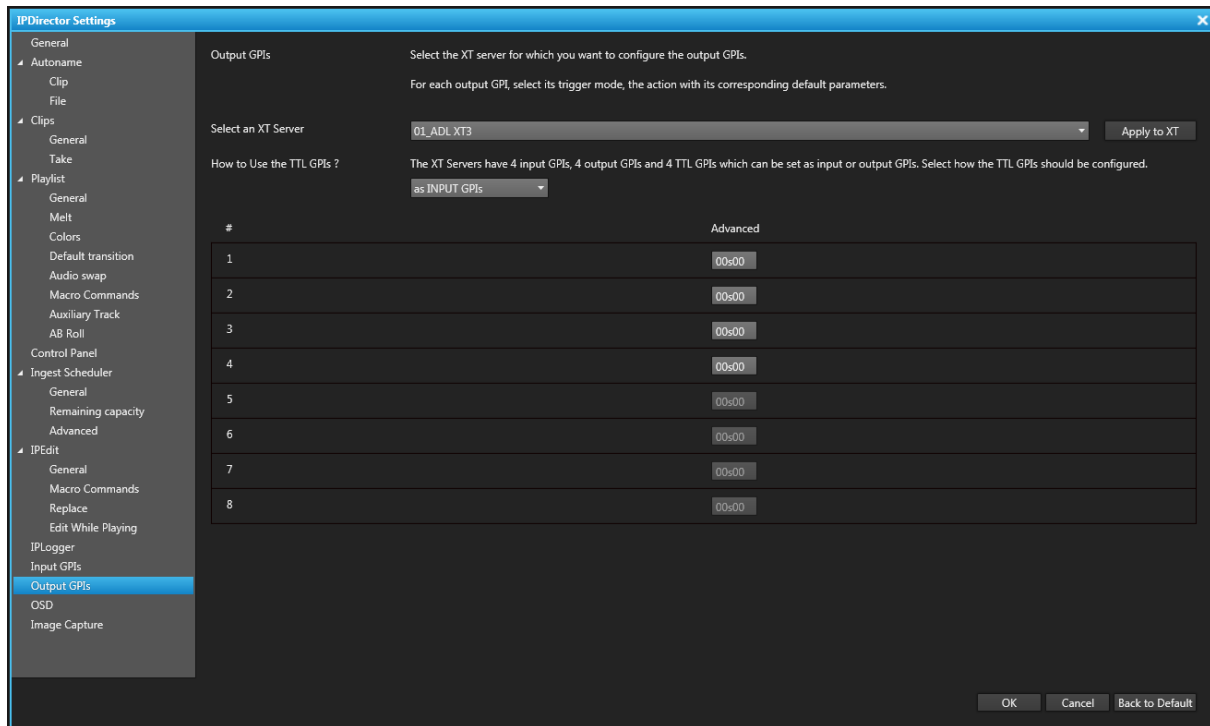 IPDirector Settings
General
Autoname
Clip
File
Clips
General
Take
Playlist
General
Melt
Colors
Default transition
Audio swap
Macro Commands
Auxiliary Track
AB Roll
Control Panel
Ingest Scheduler
General
Remaining capacity
Advanced
IPEdit
General
Macro Commands
Replace
Edit While Playing
IPLogger
Input GPIs
Output GPIs
OSD
Image Capture
Output GPIs Select the XT server for which you want to configure the output GPIs.
For each output GPI, select its trigger mode, the action with its corresponding default parameters.
Select an XT Server 01_ADL XT3 Apply to XT
How to Use the TTL GPIs ? The XT Servers have 4 input GPIs, 4 output GPIs and 4 TTL GPIs which can be set as input or output GPIs. Select how the TTL GPIs should be configured.
as INPUT GPIs
# Advanced
1 00s00
2 00s00
3 00s00
4 00s00
5 00s00
6 00s00
7 00s00
8 00s00
OK Cancel Back to Default